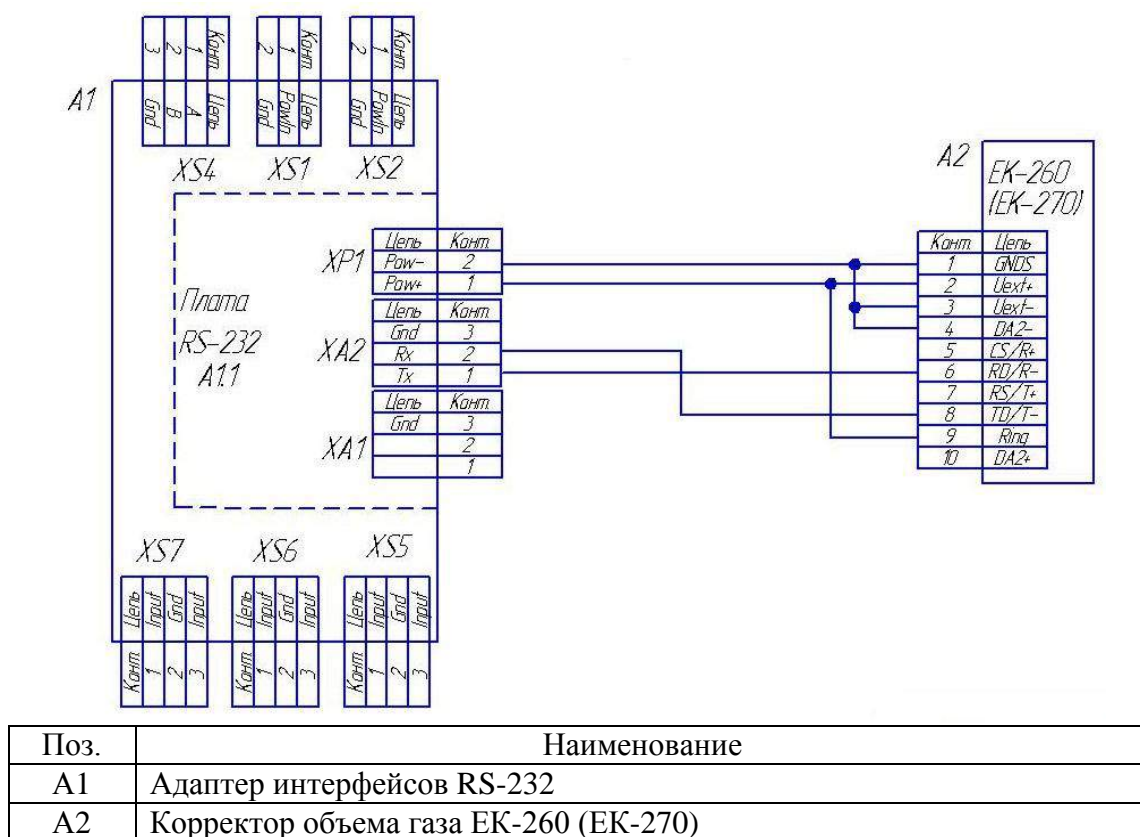 A1
Конт. Цепь
1 A
2 B
3 Gnd
XS4
Конт. Цепь
1 PowIn
2 Gnd
XS1
Конт. Цепь
1 PowIn
2 Gnd
XS2
Плата
RS-232
A1.1
XP1
Цепь Конт.
Pow- 2
Pow+ 1
XA2
Цепь Конт.
Gnd 3
Rx 2
Tx 1
XA1
Цепь Конт.
Gnd 3
2
1
A2
EK-260
(EK-270)
Конт. Цепь
1 GNDS
2 Uext+
3 Uext-
4 DA2-
5 CS/R+
6 RD/R-
7 RS/T+
8 TD/T-
9 Ring
10 DA2+
XS7
Цепь Input Gnd Input
Конт. 1 2 3
XS6
Цепь Input Gnd Input
Конт. 1 2 3
XS5
Цепь Input Gnd Input
Конт. 1 2 3
Поз. Наименование
А1 Адаптер интерфейсов RS-232
А2 Корректор объема газа ЕК-260 (ЕК-270)